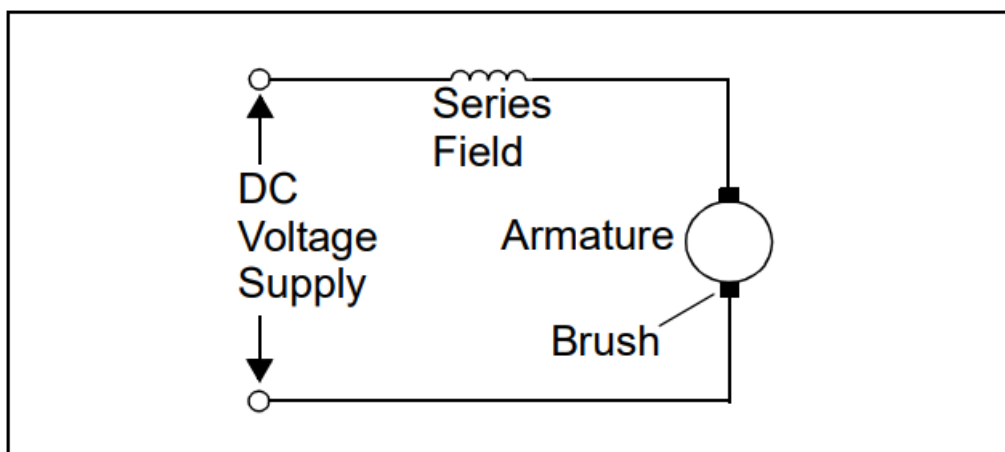 Series
Field
DC
Voltage
Supply
Armature
Brush